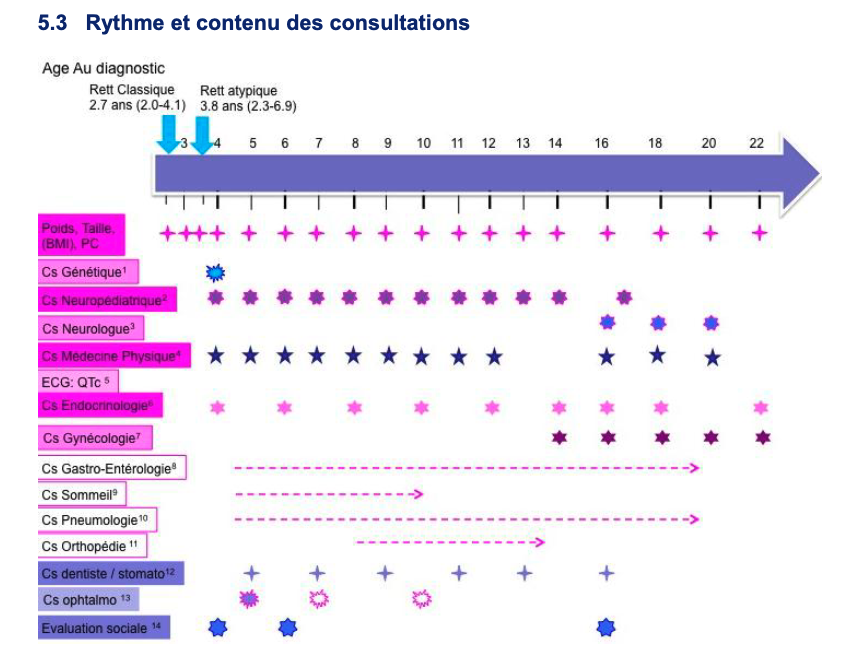 5.3 Rythme et contenu des consultations
Age Au diagnostic
Rett Classique
2.7 ans (2.0-4.1)
Rett atypique
3.8 ans (2.3-6.9)
3 4 5 6 7 8 9 10 11 12 13 14 16 18 20 22
Poids, Taille,
(BMI), PC
Cs Génétique¹
Cs Neuropédiatrique²
Cs Neurologue³
Cs Médecine Physique⁴
ECG: QTc ⁵
Cs Endocrinologie⁶
Cs Gynécologie⁷
Cs Gastro-Entérologie⁸
Cs Sommeil⁹
Cs Pneumologie¹⁰
Cs Orthopédie ¹¹
Cs dentiste / stomato¹²
Cs ophtalmo ¹³
Evaluation sociale ¹⁴